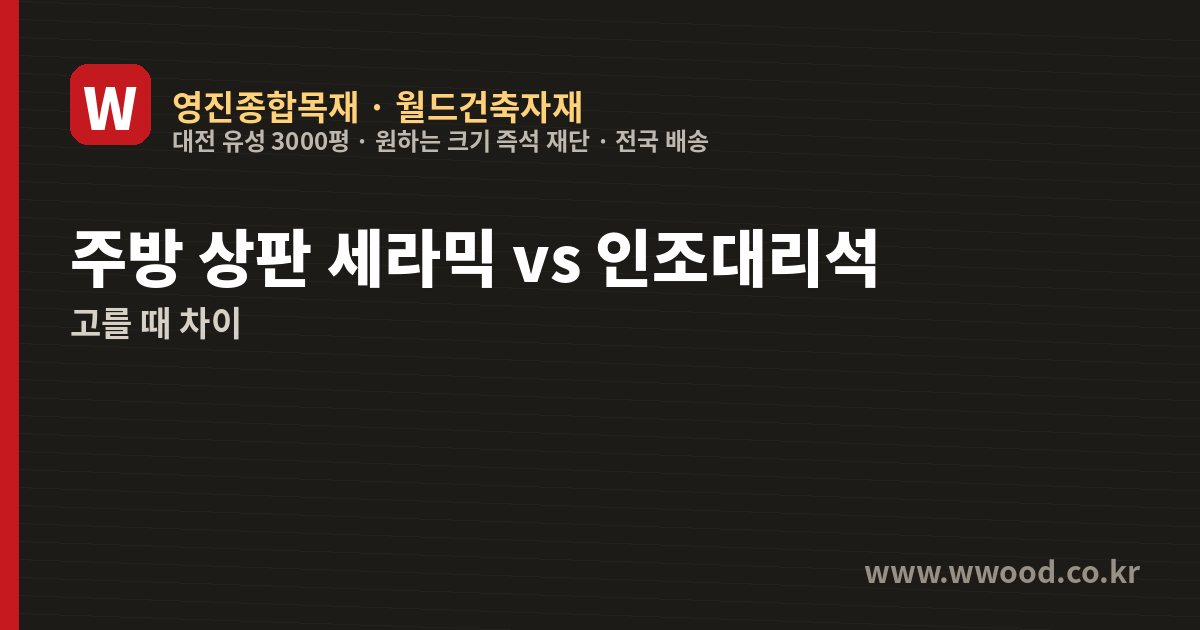 W
영진종합목재 · 월드건축자재
대전 유성 3000평 · 원하는 크기 즉석 재단 · 전국 배송
주방 상판 세라믹 vs 인조대리석
고를 때 차이
www.wwood.co.kr